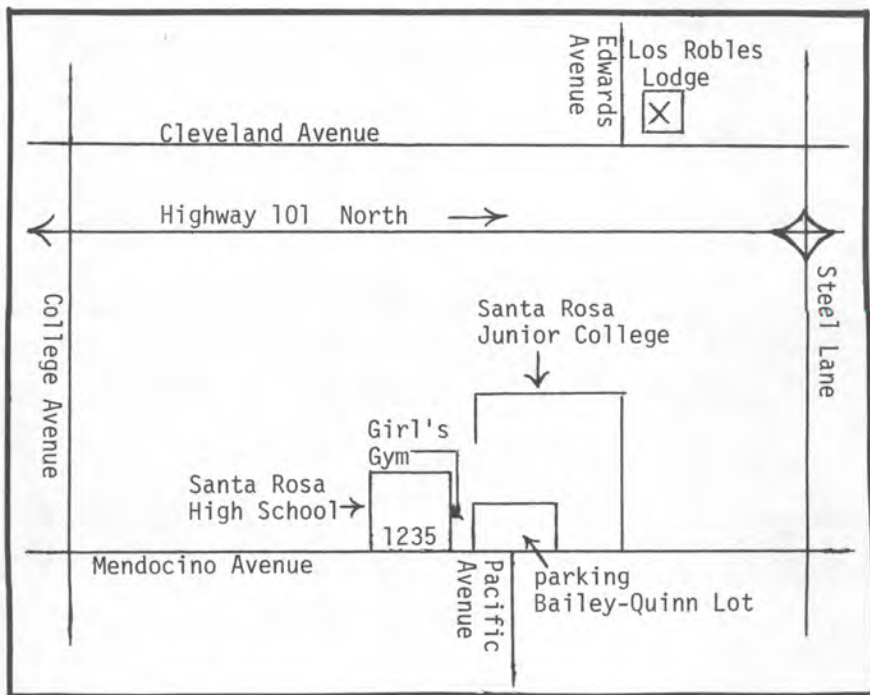 Edwards
Avenue
Los Robles
Lodge
X
Cleveland Avenue
Highway 101 North
College Avenue
Steel Lane
Santa Rosa
Junior College
Girl's
Gym
Santa Rosa
High School
1235
Mendocino Avenue
Pacific
Avenue
parking
Bailey-Quinn Lot